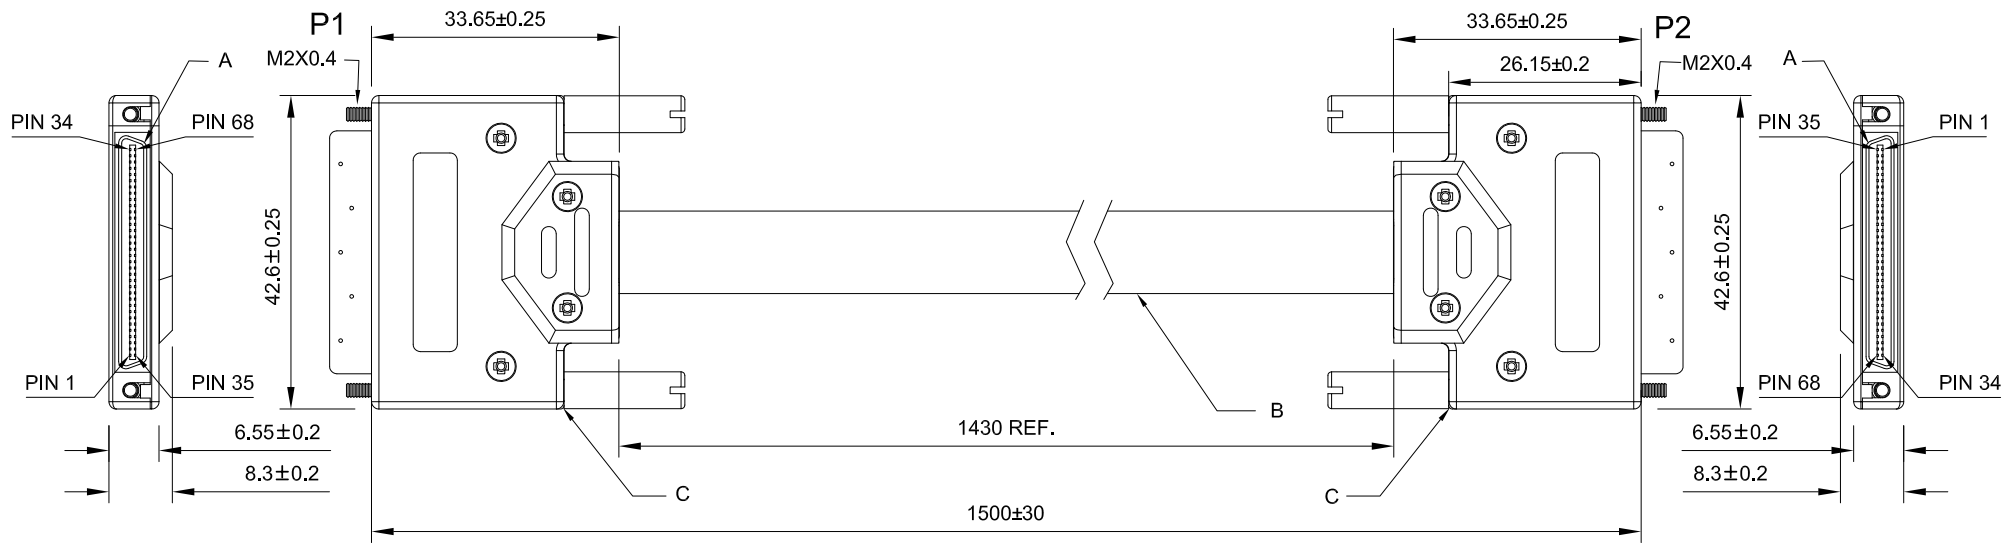 P1
33.65±0.25
33.65±0.25
P2
M2X0.4
26.15±0.2
M2X0.4
A
A
PIN 34
PIN 68
PIN 35
PIN 1
42.6±0.25
42.6±0.25
PIN 1
PIN 35
PIN 68
PIN 34
B
6.55±0.2
1430 REF.
6.55±0.2
8.3±0.2
8.3±0.2
C
C
1500±30